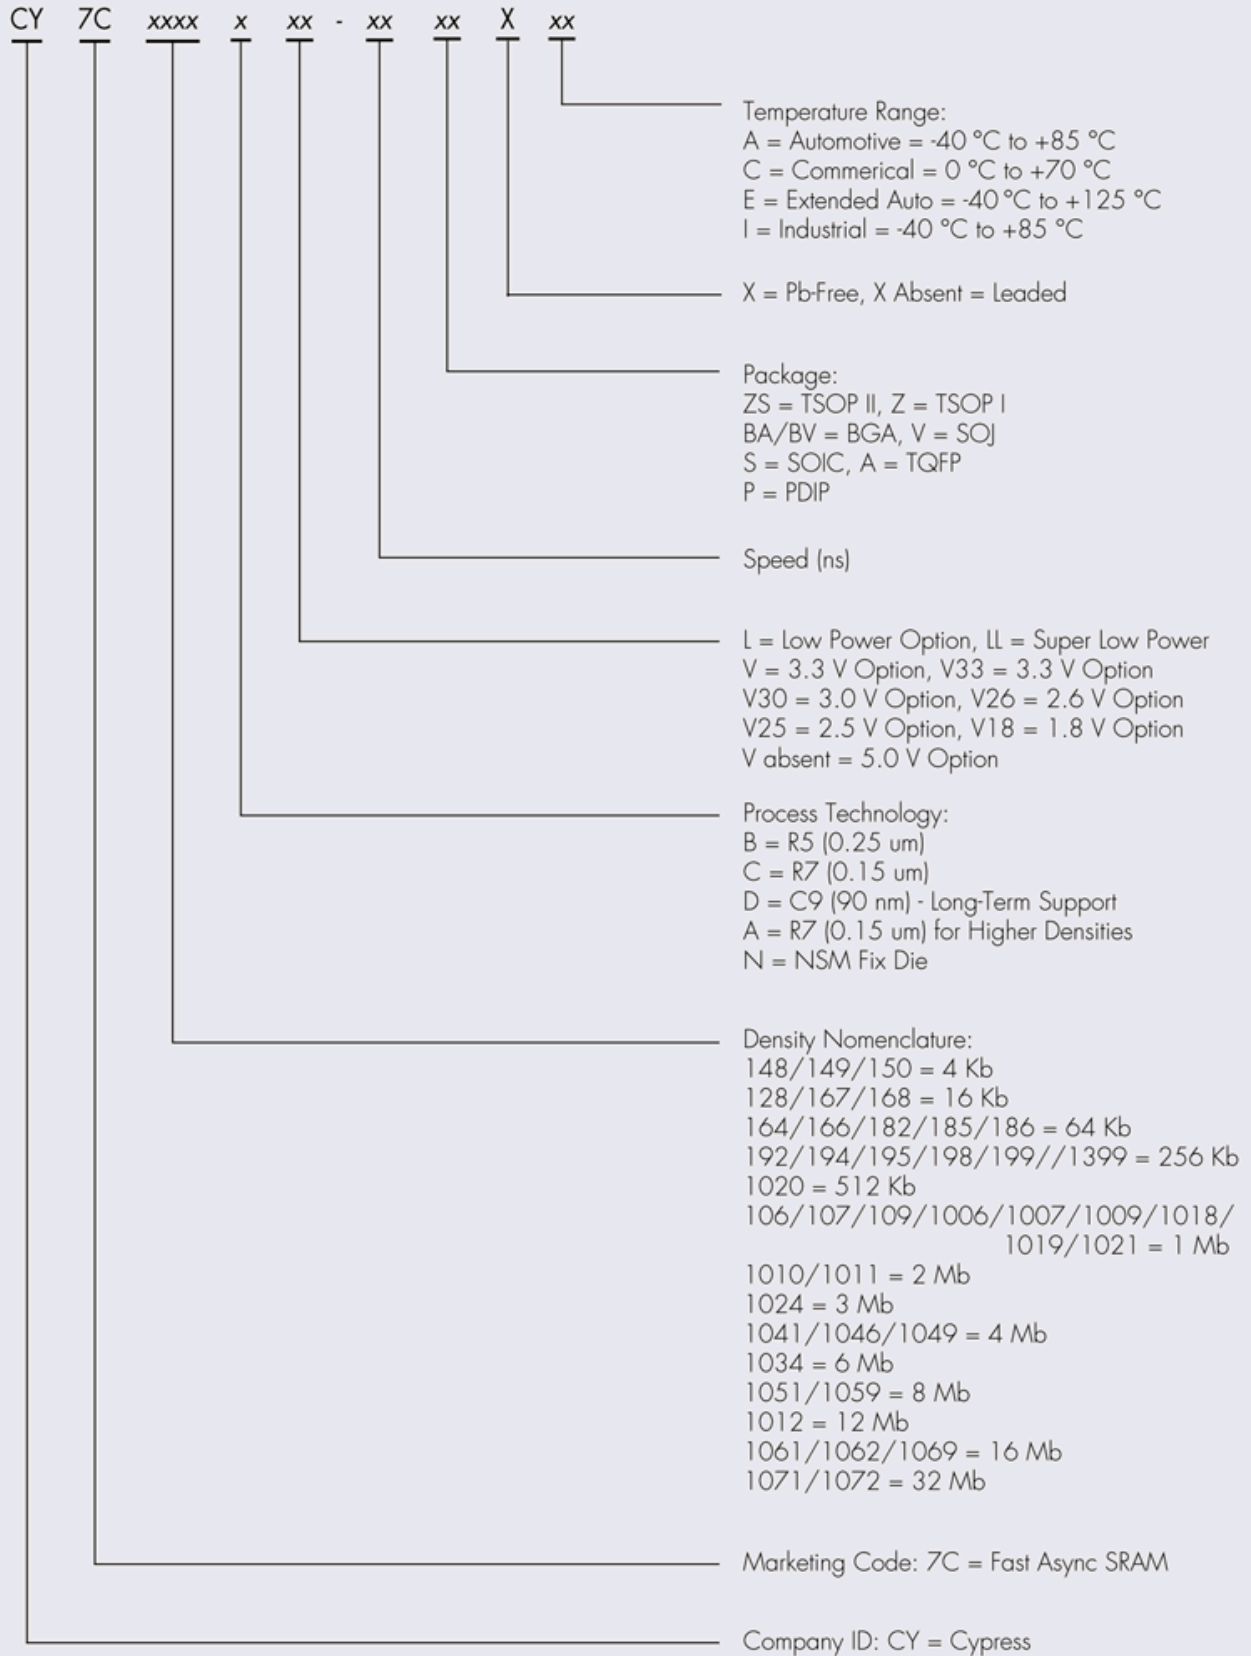 CY 7C xxxx x xx - xx xx X xx
Temperature Range:
A = Automotive = -40 °C to +85 °C
C = Commerical = 0 °C to +70 °C
E = Extended Auto = -40 °C to +125 °C
I = Industrial = -40 °C to +85 °C
X = Pb-Free, X Absent = Leaded
Package:
ZS = TSOP II, Z = TSOP I
BA/BV = BGA, V = SOJ
S = SOIC, A = TQFP
P = PDIP
Speed (ns)
L = Low Power Option, LL = Super Low Power
V = 3.3 V Option, V33 = 3.3 V Option
V30 = 3.0 V Option, V26 = 2.6 V Option
V25 = 2.5 V Option, V18 = 1.8 V Option
V absent = 5.0 V Option
Process Technology:
B = R5 (0.25 um)
C = R7 (0.15 um)
D = C9 (90 nm) - Long-Term Support
A = R7 (0.15 um) for Higher Densities
N = NSM Fix Die
Density Nomenclature:
148/149/150 = 4 Kb
128/167/168 = 16 Kb
164/166/182/185/186 = 64 Kb
192/194/195/198/199//1399 = 256 Kb
1020 = 512 Kb
106/107/109/1006/1007/1009/1018/
1019/1021 = 1 Mb
1010/1011 = 2 Mb
1024 = 3 Mb
1041/1046/1049 = 4 Mb
1034 = 6 Mb
1051/1059 = 8 Mb
1012 = 12 Mb
1061/1062/1069 = 16 Mb
1071/1072 = 32 Mb
Marketing Code: 7C = Fast Async SRAM
Company ID: CY = Cypress